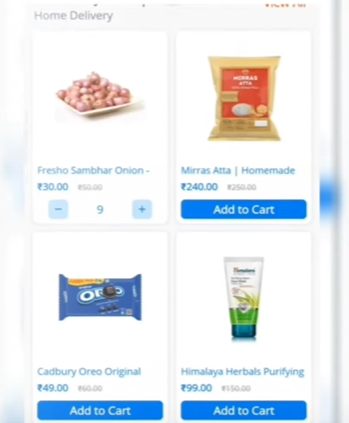 Home Delivery
MIRRAS
ATTA
Fresho Sambhar Onion -
Mirras Atta | Homemade
₹30.00 ₹50.00
₹240.00 ₹250.00
− 9 +
Add to Cart
OREO
Himalaya
Cadbury Oreo Original
Himalaya Herbals Purifying
₹49.00 ₹60.00
₹99.00 ₹150.00
Add to Cart
Add to Cart